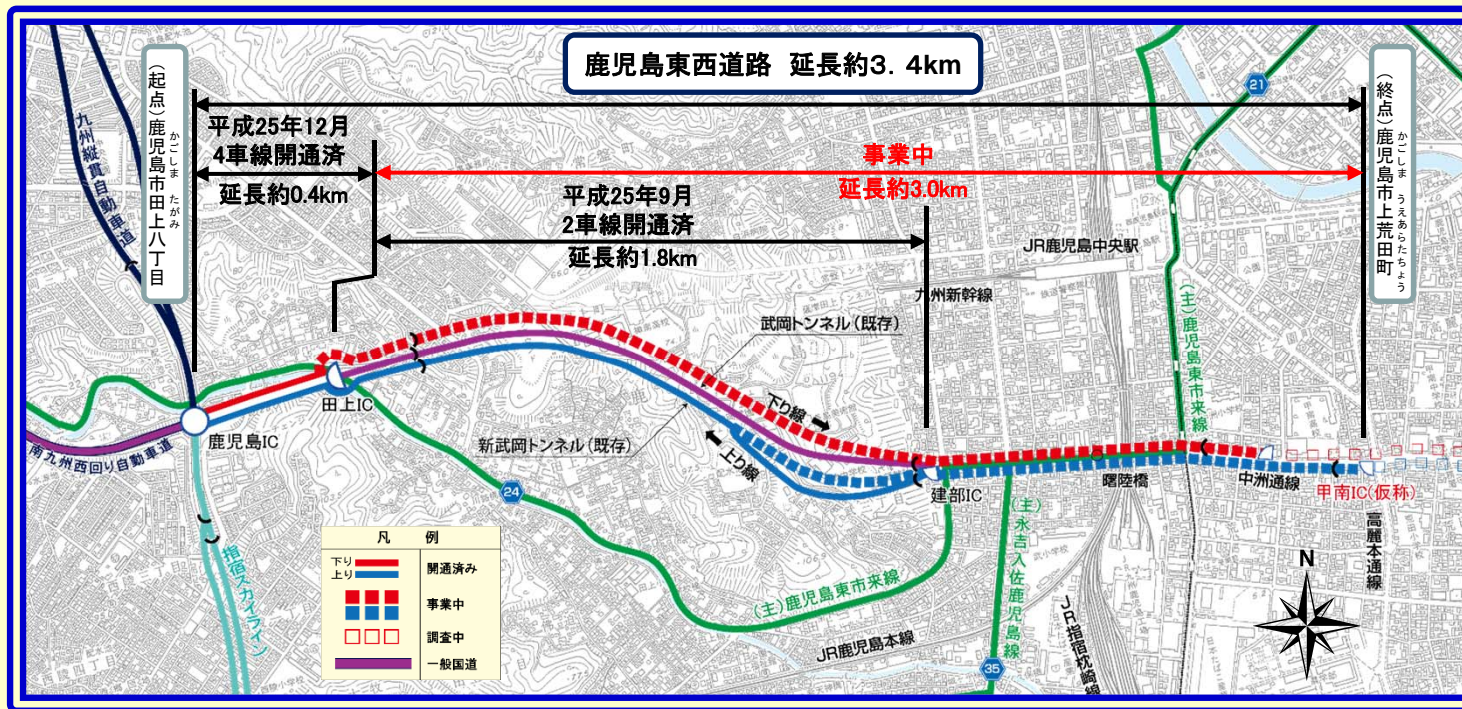 鹿児島東西道路 延長約3.4km
(起点)鹿児島市田上八丁目
かごしま たがみ
(終点)鹿児島市上荒田町
かごしま うえあらたちょう
平成25年12月
4車線開通済
延長約0.4km
事業中
延長約3.0km
平成25年9月
2車線開通済
延長約1.8km
九州縦貫自動車道
21
JR鹿児島中央駅
九州新幹線
(主)鹿児島東市来線
武岡トンネル(既存)
田上IC
鹿児島IC
南九州西回り自動車道
下り線
上り線
新武岡トンネル(既存)
建部IC
曙陸橋
中洲通線
甲南IC(仮称)
高麗本通線
24
指宿スカイライン
(主)鹿児島東市来線
(主)永吉入佐鹿児島線
JR鹿児島本線
JR指宿枕崎線
35
N
凡 例
下り
上り
開通済み
事業中
調査中
一般国道